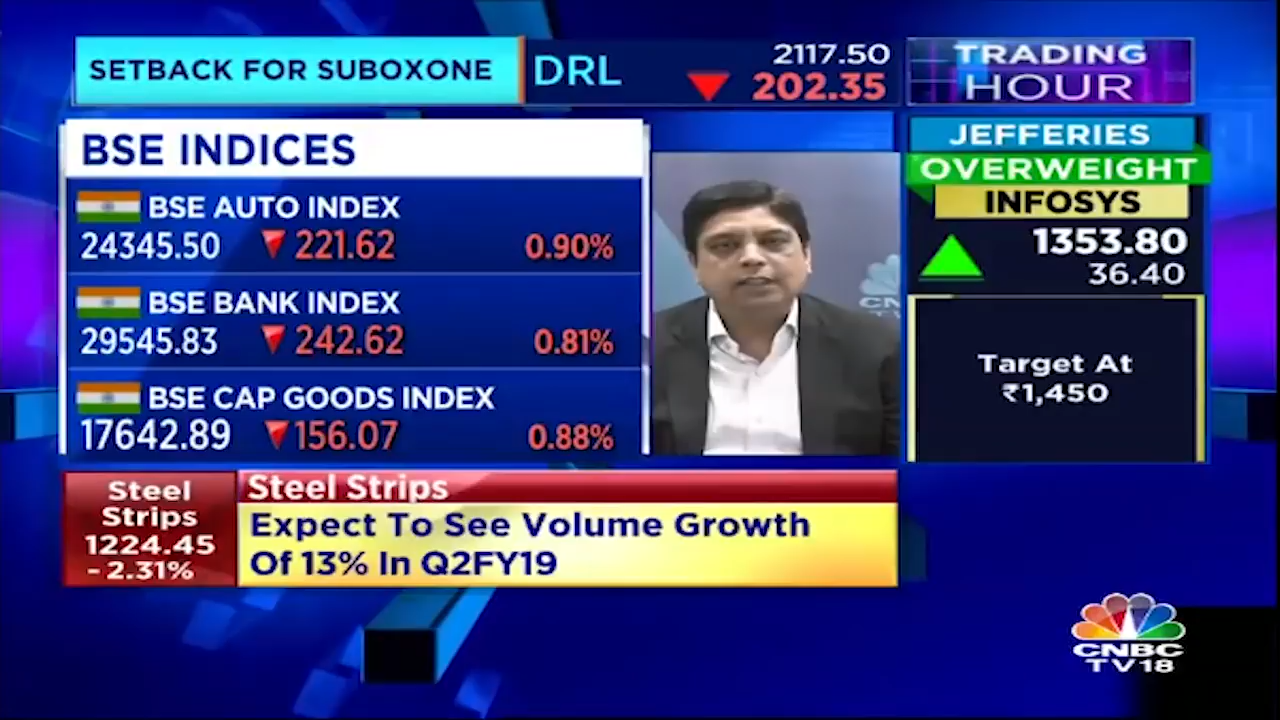 SETBACK FOR SUBOXONE
DRL
2117.50
202.35
TRADING
HOUR
BSE INDICES
BSE AUTO INDEX
24345.50 221.62 0.90%
BSE BANK INDEX
29545.83 242.62 0.81%
BSE CAP GOODS INDEX
17642.89 156.07 0.88%
CN
TV
JEFFERIES
OVERWEIGHT
INFOSYS
1353.80
36.40
Target At
₹1,450
Steel
Strips
1224.45
-2.31%
Steel Strips
Expect To See Volume Growth
Of 13% In Q2FY19
CNBC
TV18